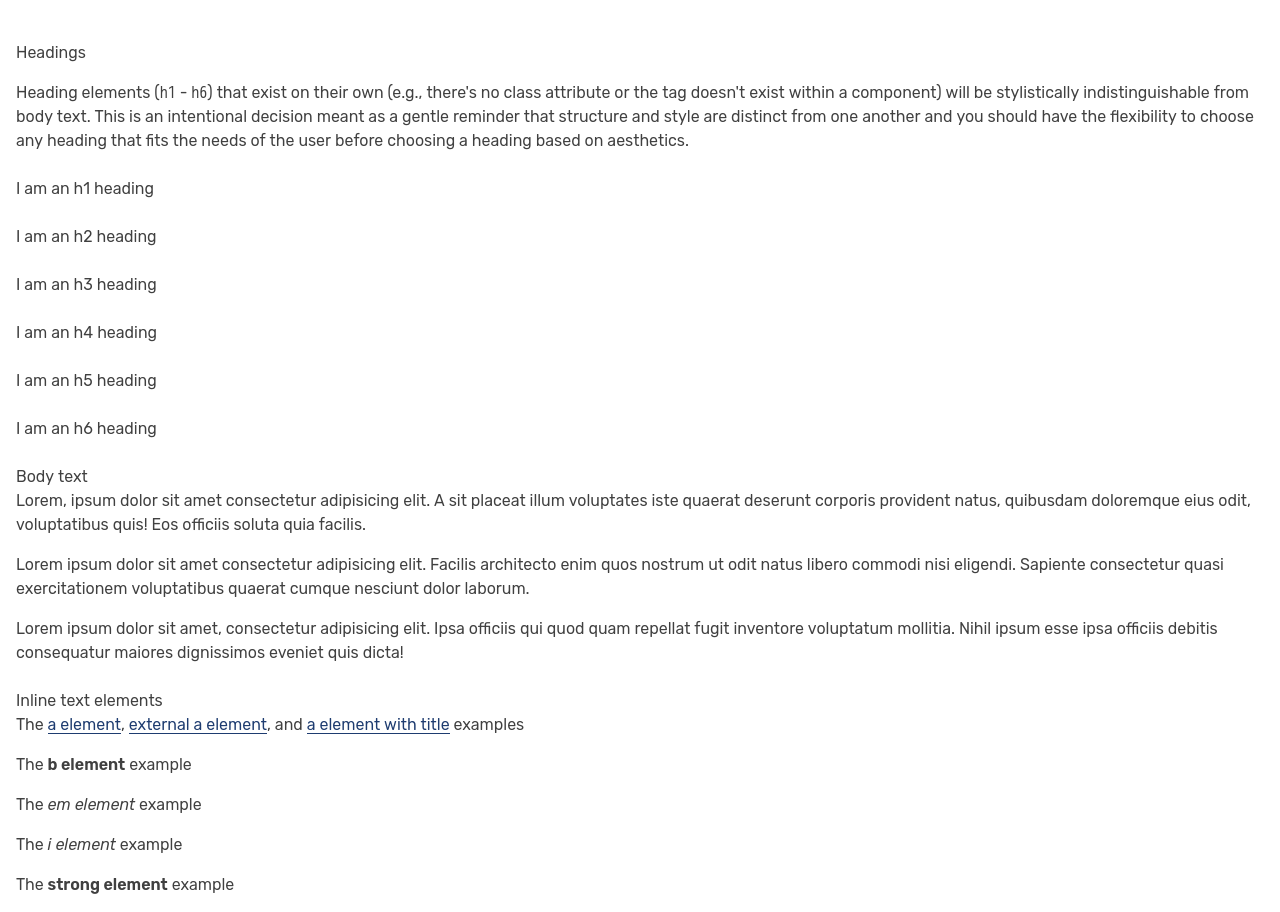 Headings
Heading elements (h1 - h6) that exist on their own (e.g., there's no class attribute or the tag doesn't exist within a component) will be stylistically indistinguishable from
body text. This is an intentional decision meant as a gentle reminder that structure and style are distinct from one another and you should have the flexibility to choose
any heading that fits the needs of the user before choosing a heading based on aesthetics.
I am an h1 heading
I am an h2 heading
I am an h3 heading
I am an h4 heading
I am an h5 heading
I am an h6 heading
Body text
Lorem, ipsum dolor sit amet consectetur adipisicing elit. A sit placeat illum voluptates iste quaerat deserunt corporis provident natus, quibusdam doloremque eius odit,
voluptatibus quis! Eos officiis soluta quia facilis.
Lorem ipsum dolor sit amet consectetur adipisicing elit. Facilis architecto enim quos nostrum ut odit natus libero commodi nisi eligendi. Sapiente consectetur quasi
exercitationem voluptatibus quaerat cumque nesciunt dolor laborum.
Lorem ipsum dolor sit amet, consectetur adipisicing elit. Ipsa officiis qui quod quam repellat fugit inventore voluptatum mollitia. Nihil ipsum esse ipsa officiis debitis
consequatur maiores dignissimos eveniet quis dicta!
Inline text elements
The a element, external a element, and a element with title examples
The b element example
The em element example
The i element example
The strong element example